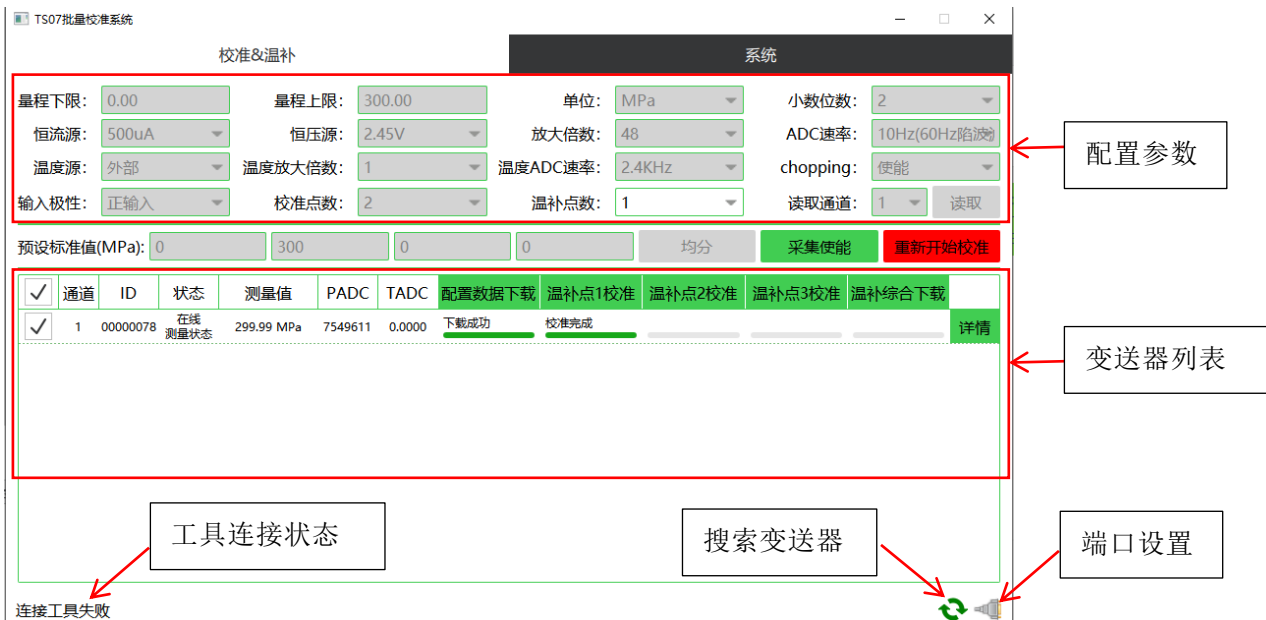 TS07批量校准系统
校准&温补 系统
量程下限: 0.00 量程上限: 300.00 单位: MPa 小数位数: 2
恒流源: 500uA 恒压源: 2.45V 放大倍数: 48 ADC速率: 10Hz(60Hz陷波)
配置参数
温度源: 外部 温度放大倍数: 1 温度ADC速率: 2.4KHz chopping: 使能
输入极性: 正输入 校准点数: 2 温补点数: 1 读取通道: 1 读取
预设标准值(MPa): 0 300 0 0 均分 采集使能 重新开始校准
通道 ID 状态 测量值 PADC TADC 配置数据下载 温补点1校准 温补点2校准 温补点3校准 温补综合下载
1 00000078 在线 299.99 MPa 7549611 0.0000 下载成功 校准完成 详情
测量状态
变送器列表
工具连接状态 搜索变送器 端口设置
连接工具失败